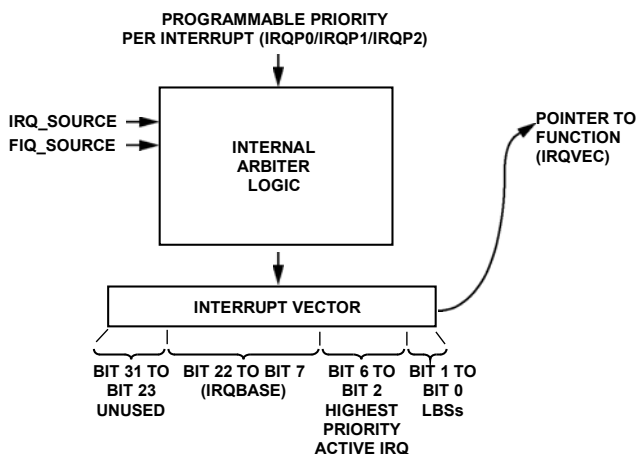 PROGRAMMABLE PRIORITY
PER INTERRUPT (IRQP0/IRQP1/IRQP2)
IRQ_SOURCE
FIQ_SOURCE
INTERNAL
ARBITER
LOGIC
POINTER TO
FUNCTION
(IRQVEC)
INTERRUPT VECTOR
BIT 31 TO
BIT 23
UNUSED
BIT 22 TO BIT 7
(IRQBASE)
BIT 6 TO
BIT 2
HIGHEST
PRIORITY
ACTIVE IRQ
BIT 1 TO
BIT 0
LBSs